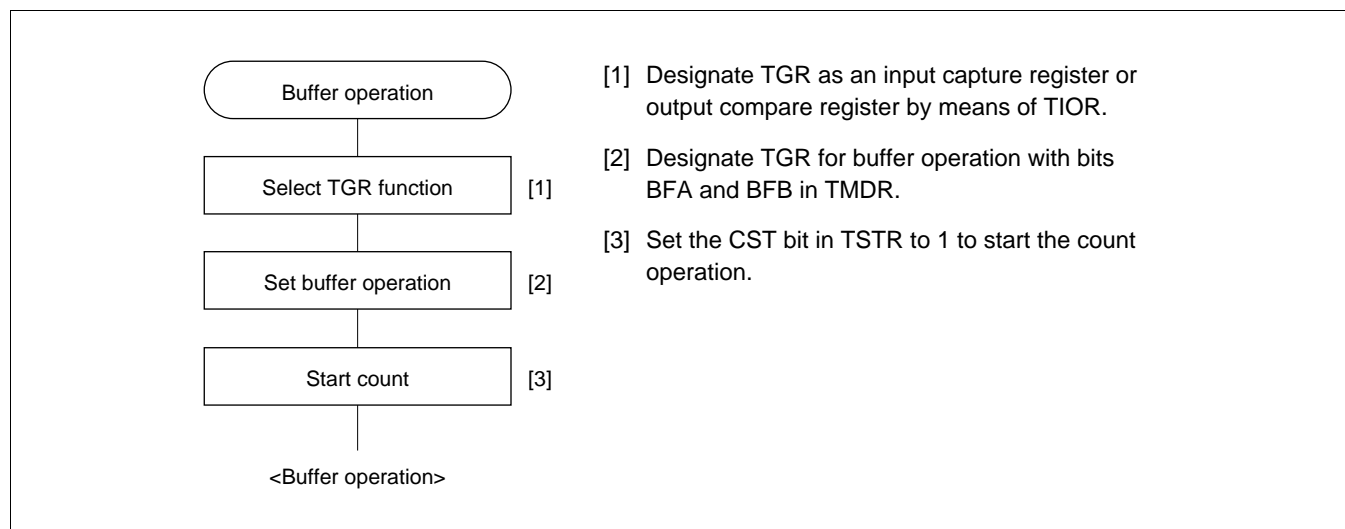 Buffer operation
Select TGR function
[1]
Set buffer operation
[2]
Start count
[3]
<Buffer operation>
[1] Designate TGR as an input capture register or
output compare register by means of TIOR.
[2] Designate TGR for buffer operation with bits
BFA and BFB in TMDR.
[3] Set the CST bit in TSTR to 1 to start the count
operation.